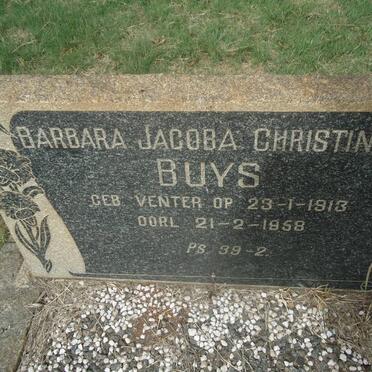 BARBARA JACOBA CHRISTIN
BUYS
GEB VENTER OP 23-1-1913
OORL 21-2-1958
PS. 39-2.